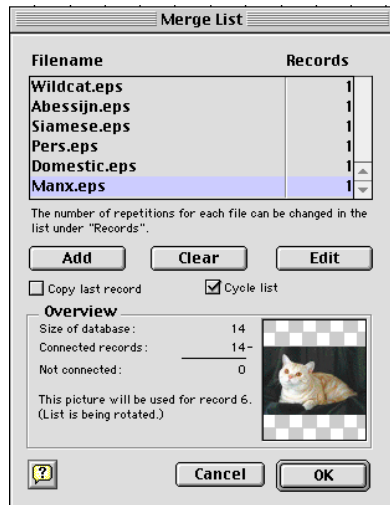 Merge List
Filename Records
Wildcat.eps 1
Abessijn.eps 1
Siamese.eps 1
Pers.eps 1
Domestic.eps 1
Manx.eps 1
The number of repetitions for each file can be changed in the
list under "Records".
Add Clear Edit
Copy last record Cycle list
Overview
Size of database: 14
Connected records: 14-
Not connected: 0
This picture will be used for record 6.
(List is being rotated.)
?
Cancel OK